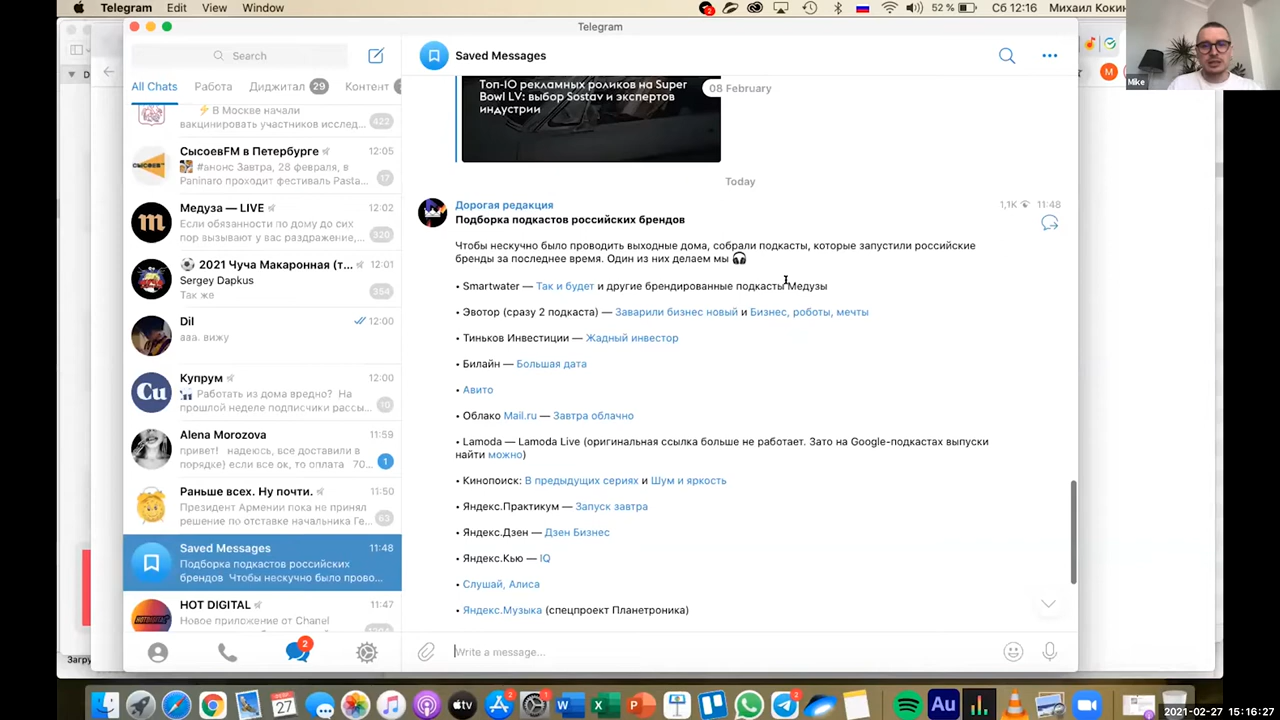 Telegram Edit View Window
2
52 %
Сб 12:16 Михаил Кокин
Telegram
Mike
Search
Saved Messages
All Chats Работа Диджитал 29 Контент
⚡ В Москве начали
вакцинировать участников исслед...
422
СысоевFM в Петербурге 12:05
#анонс Завтра, 28 февраля, в
Paninaro проходит фестиваль Pasta...
17
Медуза — LIVE 12:02
Если обязанности по дому до сих
пор вызывают у вас раздражение,...
320
⚽ 2021 Чуча Макаронная (т... 12:01
Sergey Dapkus
Так же
354
Dil 12:00
ааа. вижу
Купрум 12:00
Работать из дома вредно? На
прошлой неделе подписчики расск...
10
Alena Morozova 11:59
привет! надеюсь, все доставили в
порядке) если все ок, то оплата 70...
1
Раньше всех. Ну почти. 11:50
Президент Армении пока не принял
решение по отставке начальника Ге...
63
Saved Messages 11:48
Подборка подкастов российских
брендов Чтобы нескучно было прово...
HOT DIGITAL 11:47
Новое приложение от Chanel
2
Топ-10 рекламных роликов на Super
Bowl LV: выбор Sostav и экспертов
индустрии
08 February
Today
Дорогая редакция 1,1K 11:48
Подборка подкастов российских брендов
Чтобы нескучно было проводить выходные дома, собрали подкасты, которые запустили российские
бренды за последнее время. Один из них делаем мы 🎧
• Smartwater — Так и будет и другие брендированные подкасты Медузы
• Эвотор (сразу 2 подкаста) — Заварили бизнес новый и Бизнес, роботы, мечты
• Тиньков Инвестиции — Жадный инвестор
• Билайн — Большая дата
• Авито
• Облако Mail.ru — Завтра облачно
• Lamoda — Lamoda Live (оригинальная ссылка больше не работает. Зато на Google-подкастах выпуски
найти можно)
• Кинопоиск: В предыдущих сериях и Шум и яркость
• Яндекс.Практикум — Запуск завтра
• Яндекс.Дзен — Дзен Бизнес
• Яндекс.Кью — IQ
• Слушай, Алиса
• Яндекс.Музыка (спецпроект Планетроника)
Write a message...
Загру
2021-02-27 15:16:27